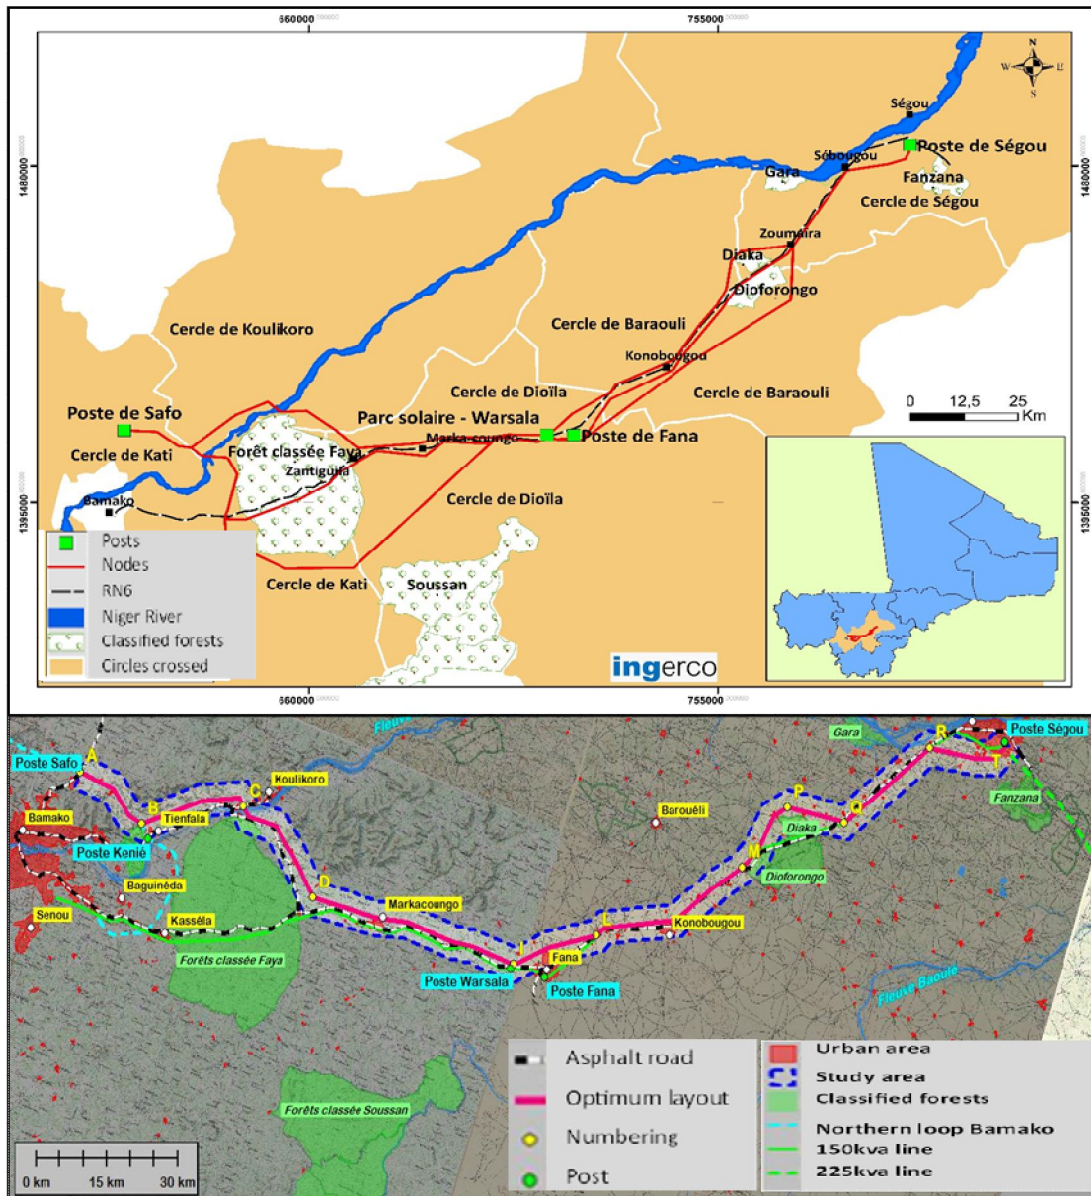 660000
755000
N
W
E
S
Ségou
Poste de Ségou
Sébougou
1480000
1480000
Gara
Fanzana
Cercle de Ségou
Zoumaira
Diaka
Dioforongo
Cercle de Koulikoro
Cercle de Baraouli
Konobougou
Cercle de Dioïla
Cercle de Baraouli
0 12,5 25
Km
Poste de Safo
Parc solaire - Warsala
Marka-coungo
Poste de Fana
Cercle de Kati
Forêt classée Faya
Zantiguila
Bamako
Cercle de Dioïla
1395000
1395000
Posts
Nodes
RN6
Niger River
Classified forests
Circles crossed
Cercle de Kati
Soussan
ingerco
660000
755000
Fleuve
Gara
R
Poste Ségou
Poste Safo
A
T
C
Koulikoro
Fanzana
B
Tienfala
P
Q
Bamako
Barouéli
Diaka
Poste Kenié
M
Dioforongo
Baguinéda
D
Markacoungo
Senou
Kasséla
L
Konobougou
Forêts classée Faya
I
Fana
Poste Warsala
Poste Fana
Fleuve Baoulé
Forêts classée Soussan
Asphalt road
Optimum layout
Numbering
Post
Urban area
Study area
Classified forests
Northern loop Bamako
150kva line
225kva line
0 km 15 km 30 km